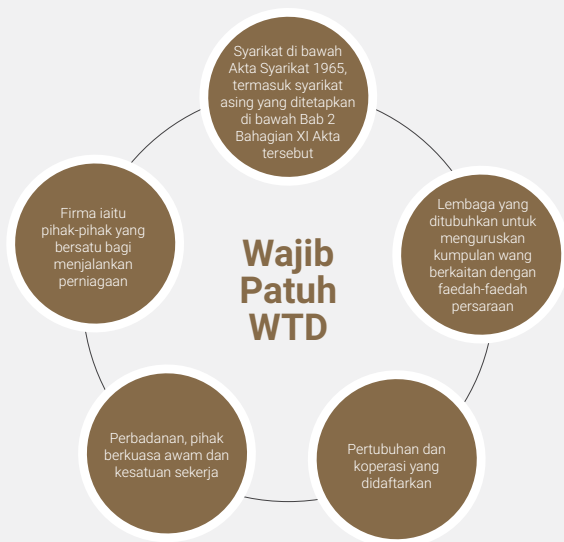 Syarikat di bawah
Akta Syarikat 1965,
termasuk syarikat
asing yang ditetapkan
di bawah Bab 2
Bahagian XI Akta
tersebut
Firma iaitu
pihak-pihak yang
bersatu bagi
menjalankan
perniagaan
Wajib
Patuh
WTD
Lembaga yang
ditubuhkan untuk
menguruskan
kumpulan wang
berkaitan dengan
faedah-faedah
persaraan
Perbadanan, pihak
berkuasa awam dan
kesatuan sekerja
Pertubuhan dan
koperasi yang
didaftarkan